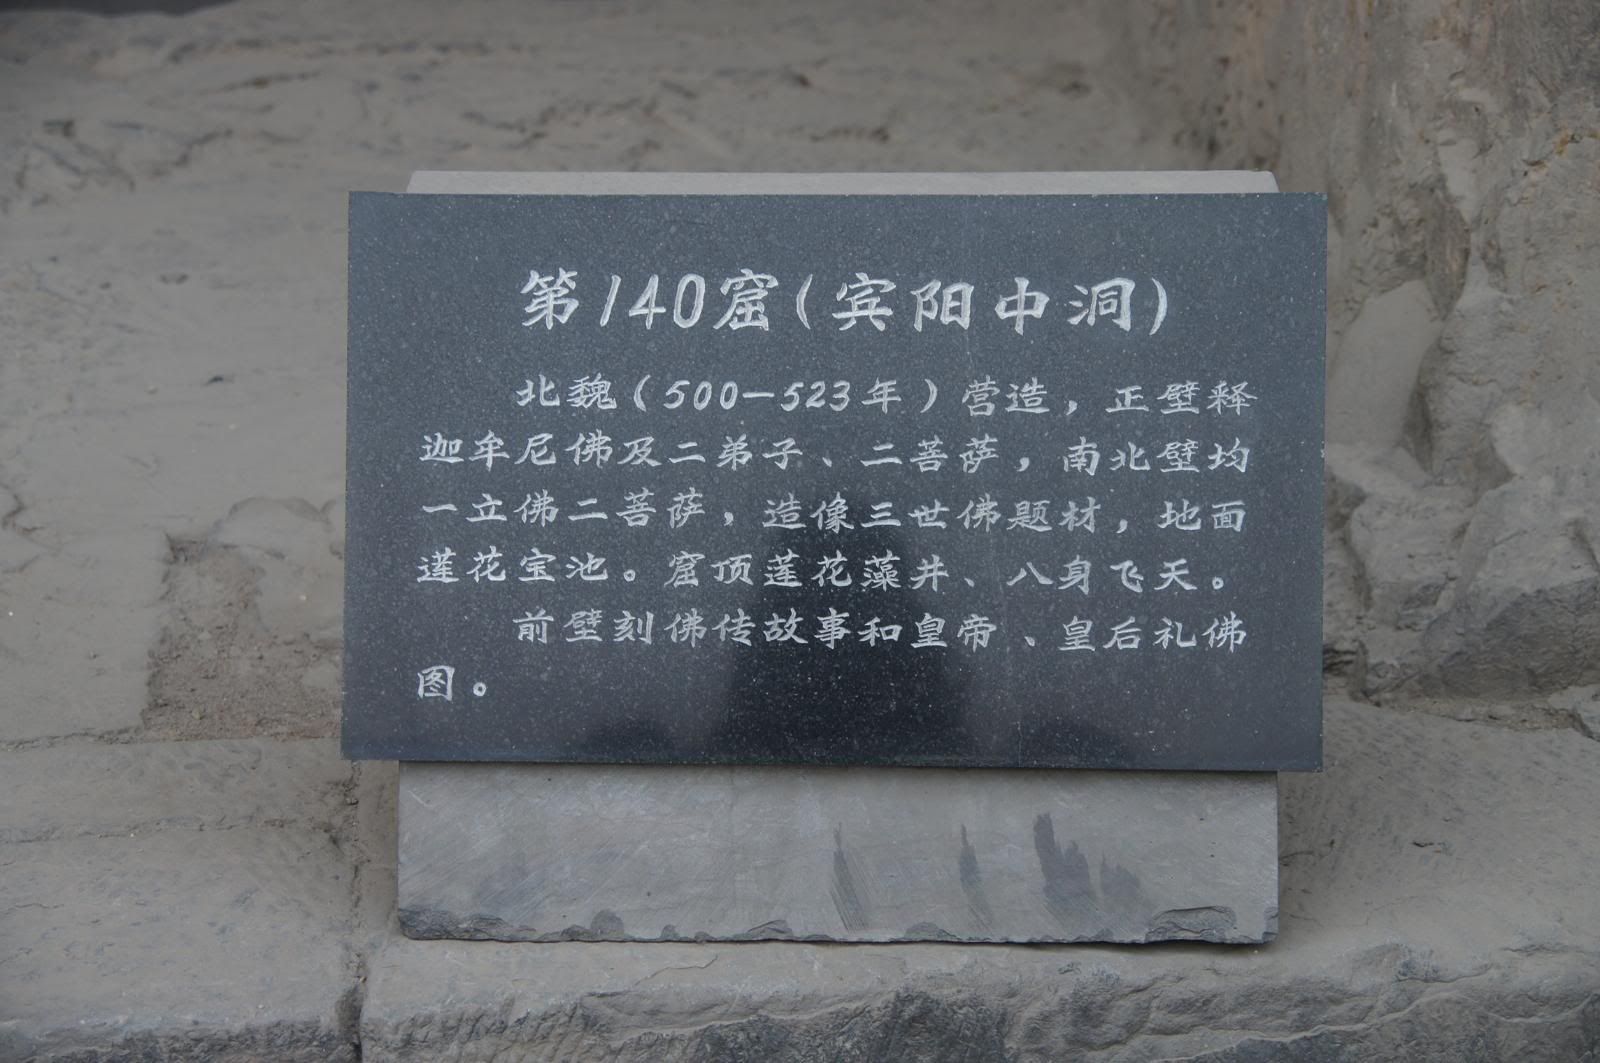 第140窟(宾阳中洞)
北魏(500—523年)营造，正壁释
迦牟尼佛及二弟子、二菩萨，南北壁均
一立佛二菩萨，造像三世佛题材，地面
莲花宝池。窟顶莲花藻井、八身飞天。
前壁刻佛传故事和皇帝、皇后礼佛
图。